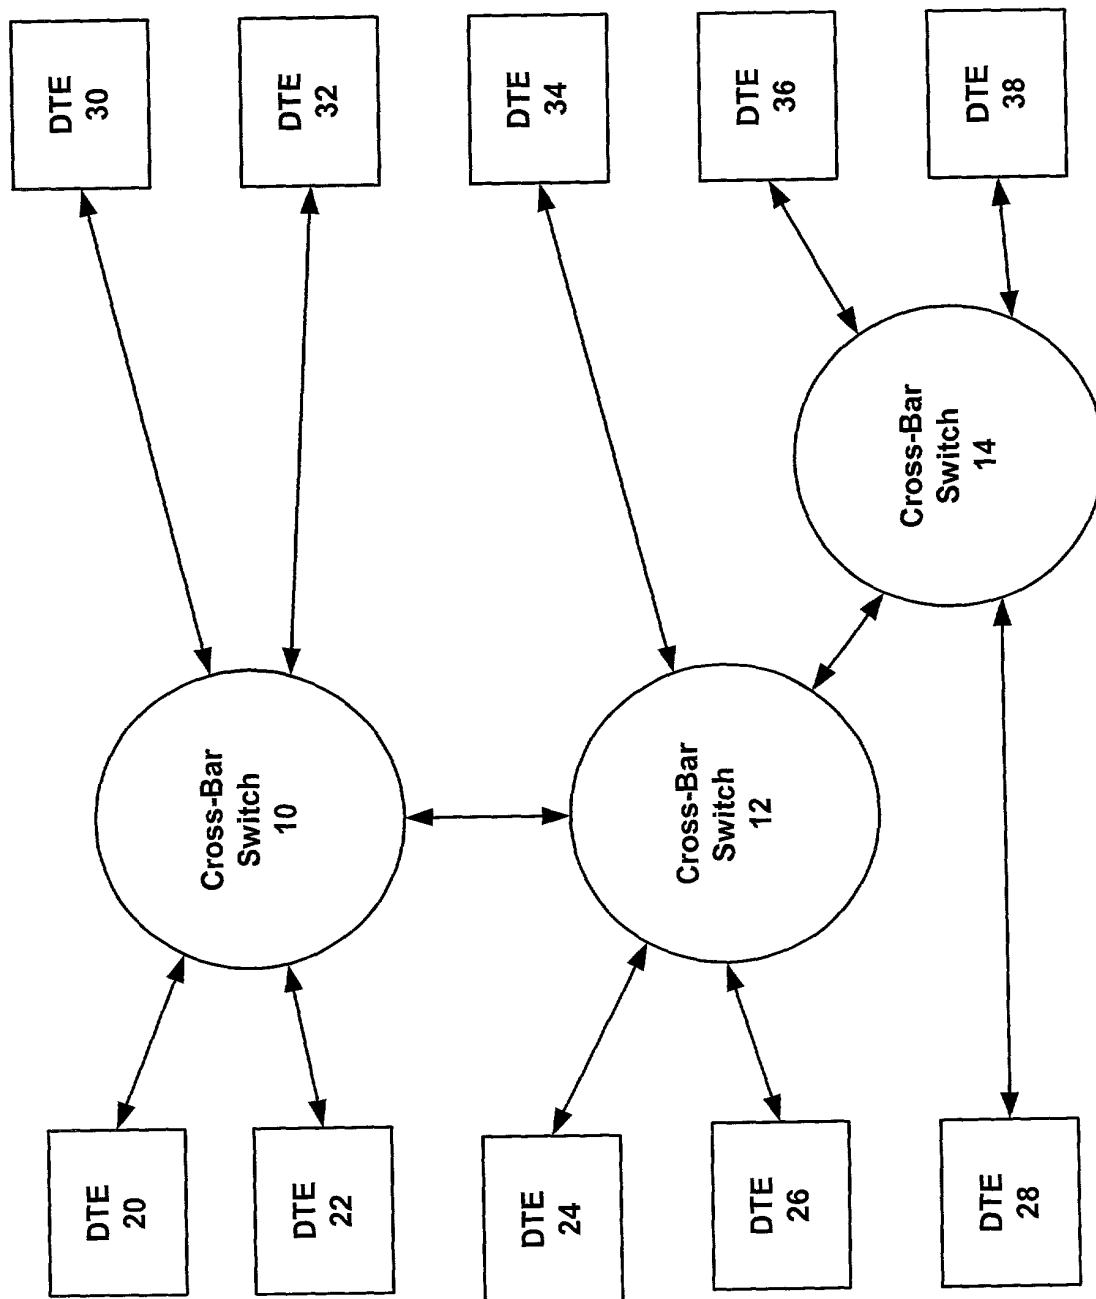 DTE
20
DTE
22
DTE
24
DTE
26
DTE
28
Cross-Bar
Switch
10
Cross-Bar
Switch
12
Cross-Bar
Switch
14
DTE
30
DTE
32
DTE
34
DTE
36
DTE
38